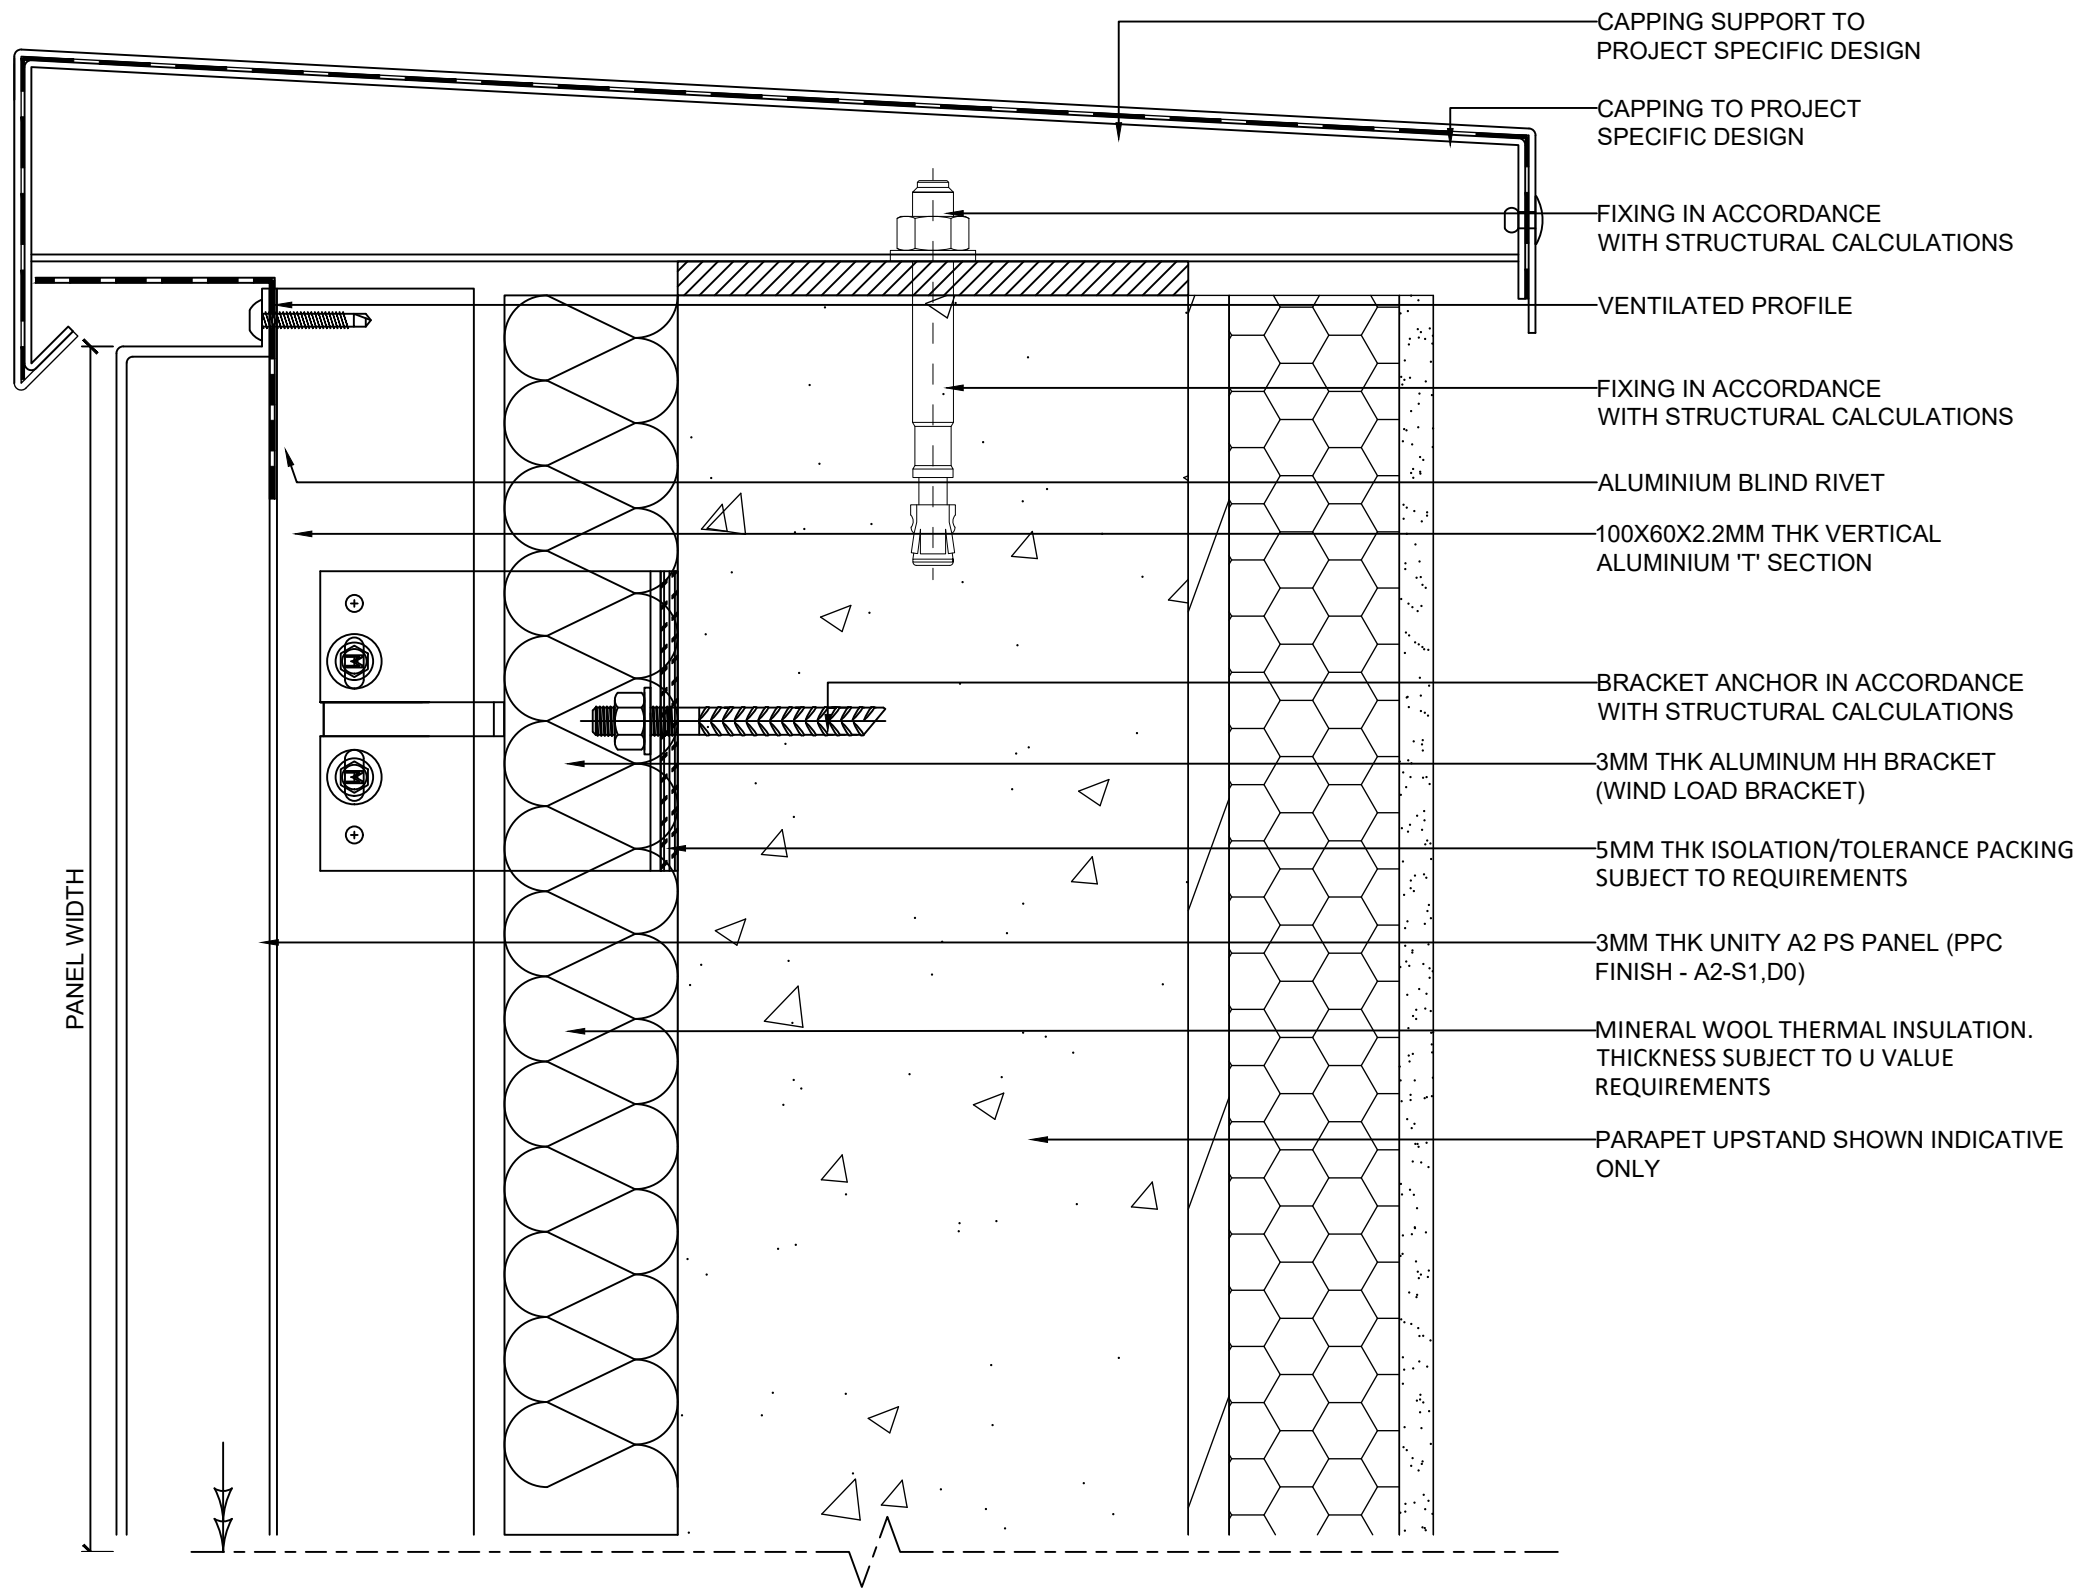 CAPPING SUPPORT TO
PROJECT SPECIFIC DESIGN
CAPPING TO PROJECT
SPECIFIC DESIGN
FIXING IN ACCORDANCE
WITH STRUCTURAL CALCULATIONS
VENTILATED PROFILE
FIXING IN ACCORDANCE
WITH STRUCTURAL CALCULATIONS
ALUMINIUM BLIND RIVET
100X60X2.2MM THK VERTICAL
ALUMINIUM 'T' SECTION
BRACKET ANCHOR IN ACCORDANCE
WITH STRUCTURAL CALCULATIONS
3MM THK ALUMINUM HH BRACKET
(WIND LOAD BRACKET)
5MM THK ISOLATION/TOLERANCE PACKING
SUBJECT TO REQUIREMENTS
3MM THK UNITY A2 PS PANEL (PPC
FINISH - A2-S1,D0)
MINERAL WOOL THERMAL INSULATION.
THICKNESS SUBJECT TO U VALUE
REQUIREMENTS
PARAPET UPSTAND SHOWN INDICATIVE
ONLY
PANEL WIDTH